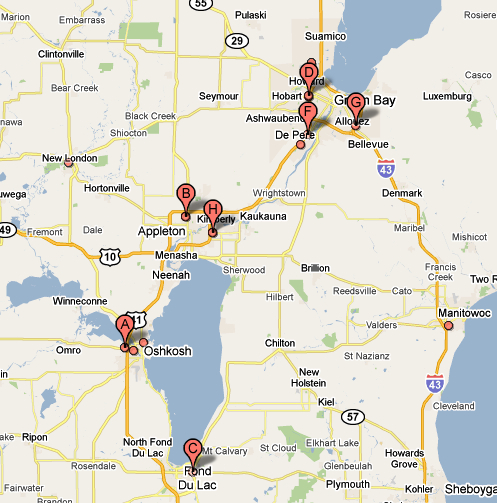 Marion
Embarrass
Pulaski
55
29
Suamico
Rosiere
Clintonville
Bear Creek
Casco
D
Howard
Hobart
Green Bay
G
Luxemburg
Seymour
F
Ashwaubenon
Allouez
De Pere
Bellevue
Black Creek
Shiocton
New London
43
Hortonville
Wrightstown
Denmark
B
H
Kimberly
Kaukauna
49
Fremont
Dale
Appleton
Maribel
Mishicot
10
Menasha
Neenah
Sherwood
Brillion
Francis
Creek
Two R
Winneconne
Hilbert
Reedsville
Cato
A
41
Manitowoc
Valders
Omro
Oshkosh
Chilton
St Nazianz
New
Holstein
43
Kiel
Cleveland
57
Ripon
North Fond
Du Lac
C
Mt Calvary
St Cloud
Elkhart Lake
Howards
Grove
Rosendale
Fond
Du Lac
Glenbeulah
Plymouth
Kohler
Sheboyga